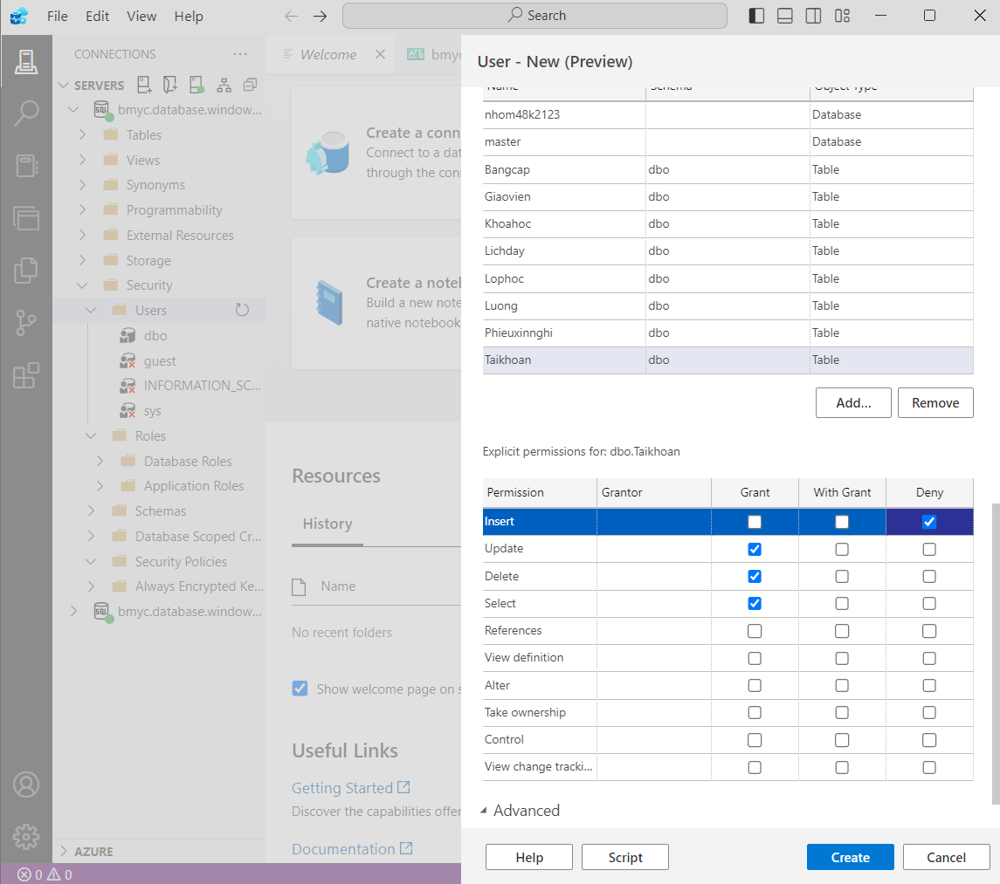 File Edit View Help Search
CONNECTIONS
SERVERS
bmyc.database.window...
Tables
Views
Synonyms
Programmability
External Resources
Storage
Security
Users
dbo
guest
INFORMATION_SC...
sys
Roles
Database Roles
Application Roles
Schemas
Database Scoped Cr...
Security Policies
Always Encrypted Ke...
bmyc.database.window...
AZURE
0 0
Welcome bmyc
Create a conn
Connect to a dat
through the conn
Create a noteb
Build a new note
native notebook
Resources
History
Name
No recent folders
Show welcome page on s
Useful Links
Getting Started
Discover the capabilities offer
Documentation
User - New (Preview)
Name Schema Object Type
nhom48k2123 Database
master Database
Bangcap dbo Table
Giaovien dbo Table
Khoahoc dbo Table
Lichday dbo Table
Lophoc dbo Table
Luong dbo Table
Phieuxinnghi dbo Table
Taikhoan dbo Table
Add... Remove
Explicit permissions for: dbo.Taikhoan
Permission Grantor Grant With Grant Deny
Insert
Update
Delete
Select
References
View definition
Alter
Take ownership
Control
View change tracki...
Advanced
Help Script Create Cancel